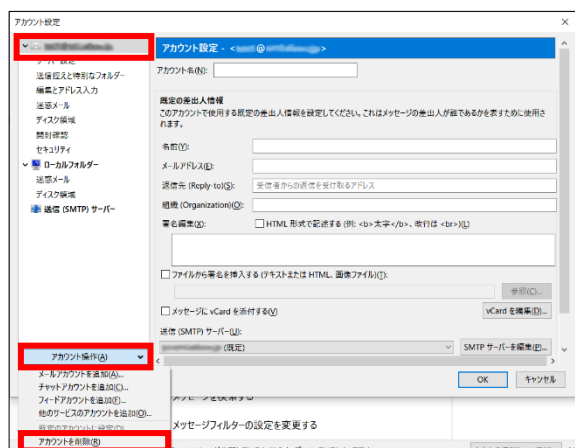 アカウント設定
アカウント設定 - <
@
>
送信控えと特別なフォルダー
編集とアドレス入力
迷惑メール
ディスク領域
開封確認
セキュリティ
ローカルフォルダー
迷惑メール
ディスク領域
送信 (SMTP) サーバー
アカウント名(N):
既定の差出人情報
このアカウントで使用する既定の差出人情報を設定してください。これはメッセージの差出人が誰であるかを表すために使用さ
れます。
名前(Y):
メールアドレス(E):
返信先 (Reply-to)(S):
受信者からの返信を受け取るアドレス
組織 (Organization)(O):
署名編集(X):
HTML 形式で記述する (例: <b>太字</b>、改行は <br>)(L)
ファイルから署名を挿入する (テキストまたは HTML、画像ファイル)(T):
参照(C)...
メッセージに vCard を添付する(V)
vCard を編集(D)...
送信 (SMTP) サーバー(U):
(既定)
SMTP サーバーを編集(P)...
アカウント操作(A)
OK
キャンセル
メールアカウントを追加(A)...
チャットアカウントを追加(C)...
フィードアカウントを追加(F)...
他のサービスのアカウントを追加(O)...
既定のアカウントに設定(D)
アカウントを削除(R)
メッセージを検索する
メッセージフィルターの設定を変更する